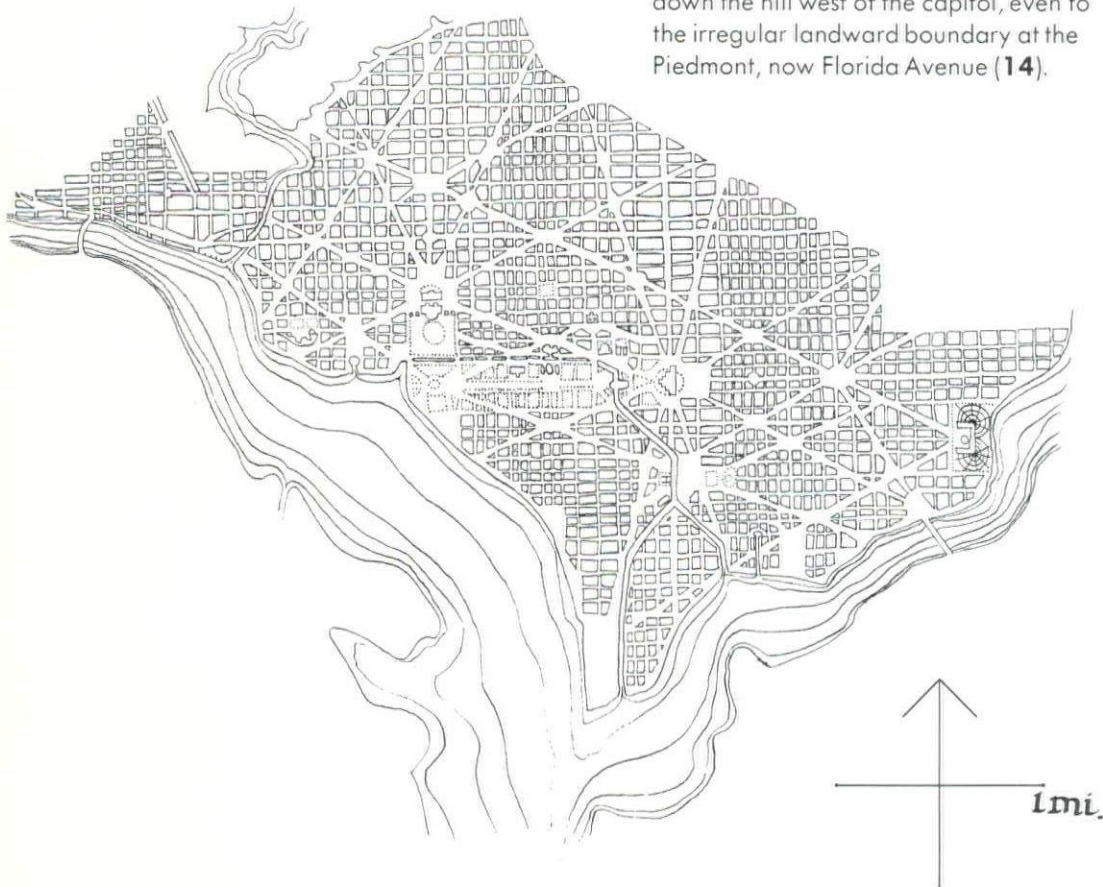 down the hill west of the capitol, even to
the irregular landward boundary at the
Piedmont, now Florida Avenue (14).
1mi.